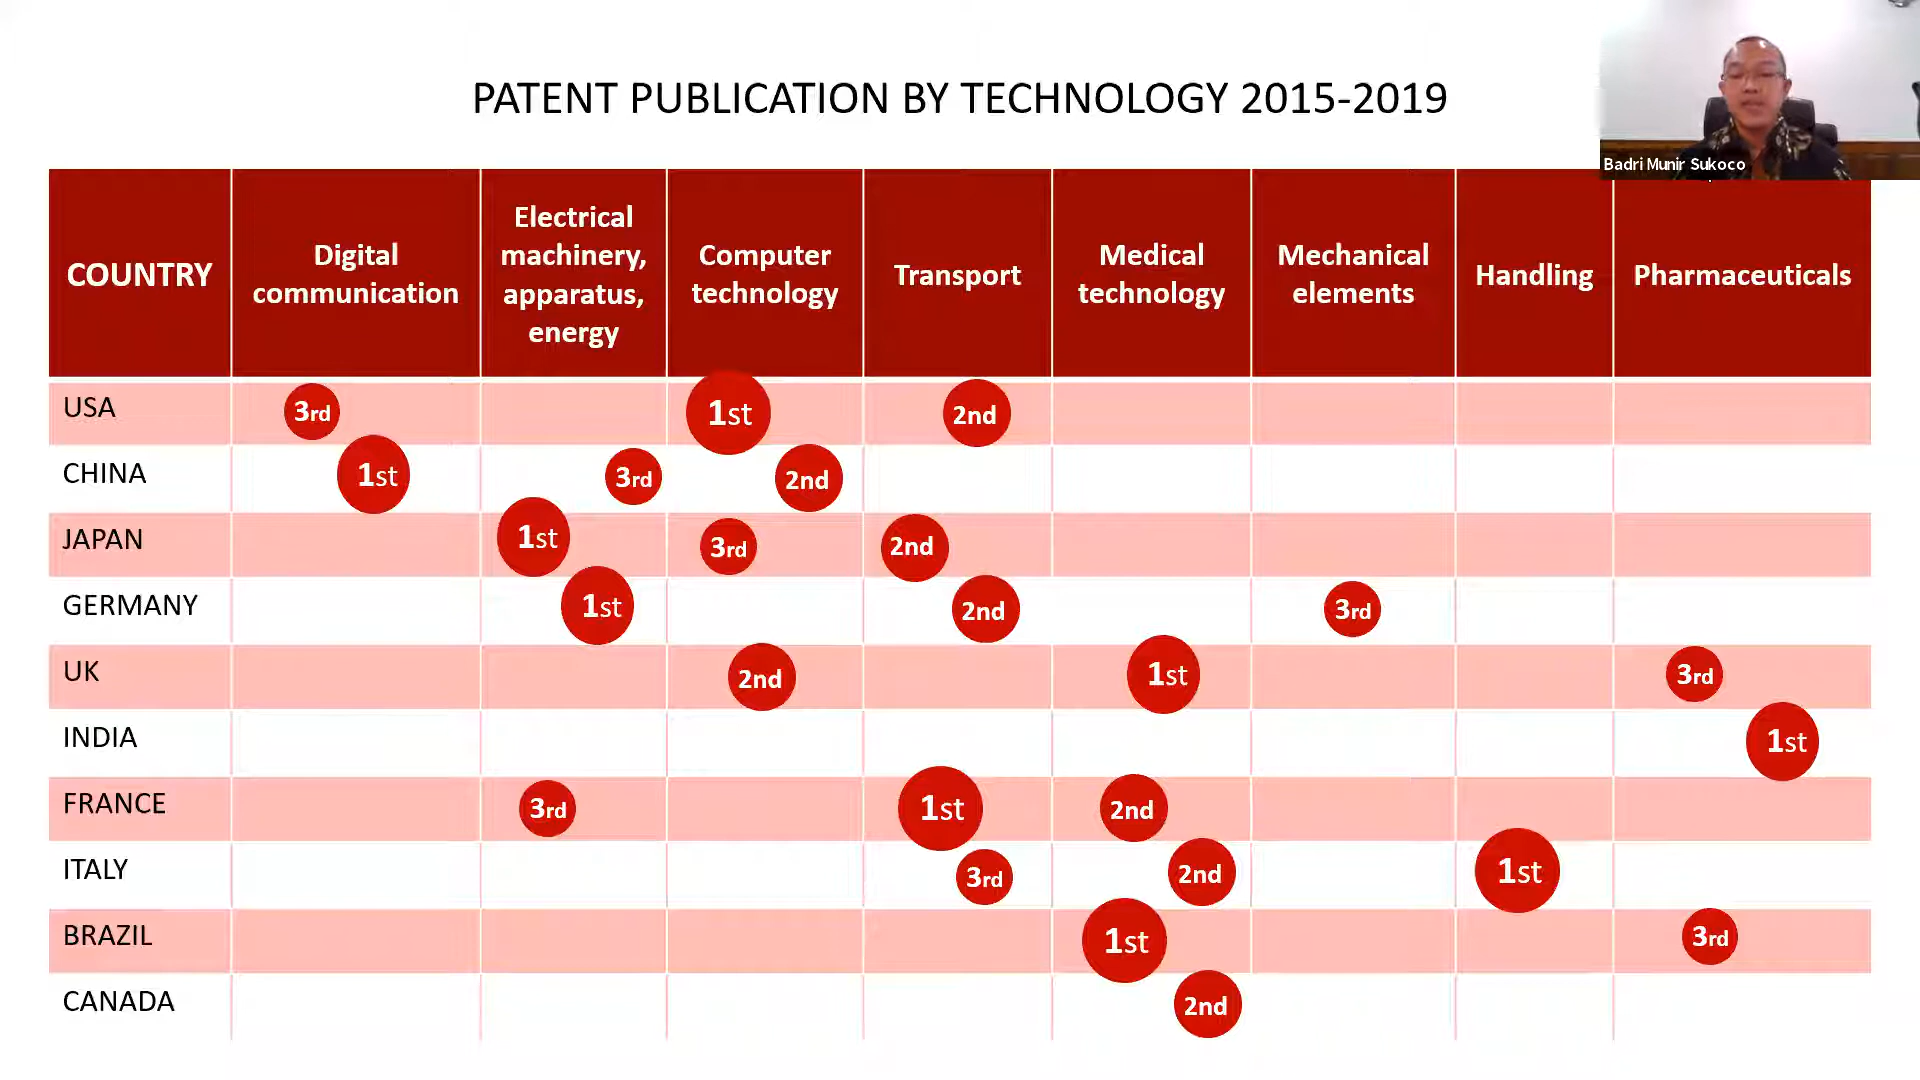 PATENT PUBLICATION BY TECHNOLOGY 2015-2019
Badri Munir Sukoco
COUNTRY
Digital
communication
Electrical
machinery,
apparatus,
energy
Computer
technology
Transport
Medical
technology
Mechanical
elements
Handling
Pharmaceuticals
USA 3rd 1st 2nd
CHINA 1st 3rd 2nd
JAPAN 1st 3rd 2nd
GERMANY 1st 2nd 3rd
UK 2nd 1st 3rd
INDIA 1st
FRANCE 3rd 1st 2nd
ITALY 3rd 2nd 1st
BRAZIL 1st 3rd
CANADA 2nd